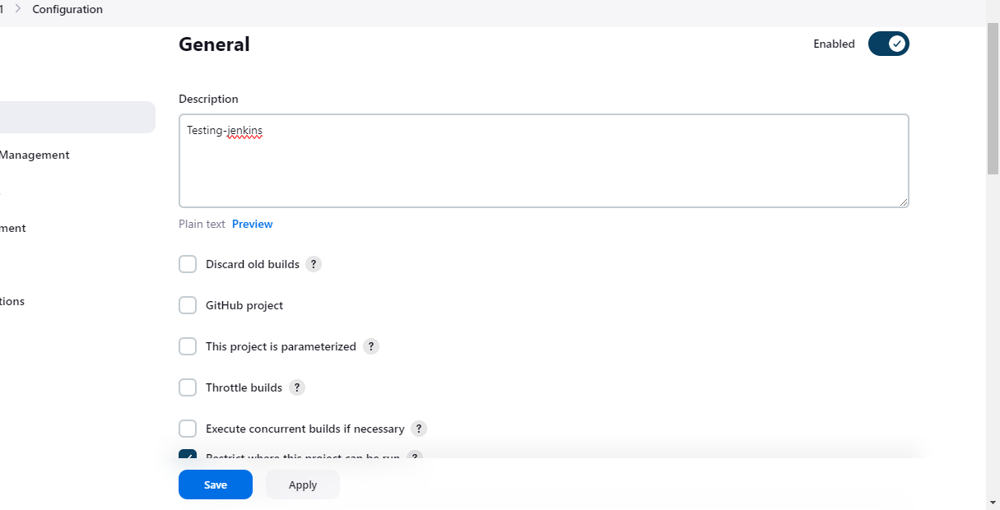 1 > Configuration
General
Enabled
Description
Testing-jenkins
Management
ment
tions
Plain text Preview
Discard old builds ?
GitHub project
This project is parameterized ?
Throttle builds ?
Execute concurrent builds if necessary ?
Restrict where this project can be run ?
Save Apply